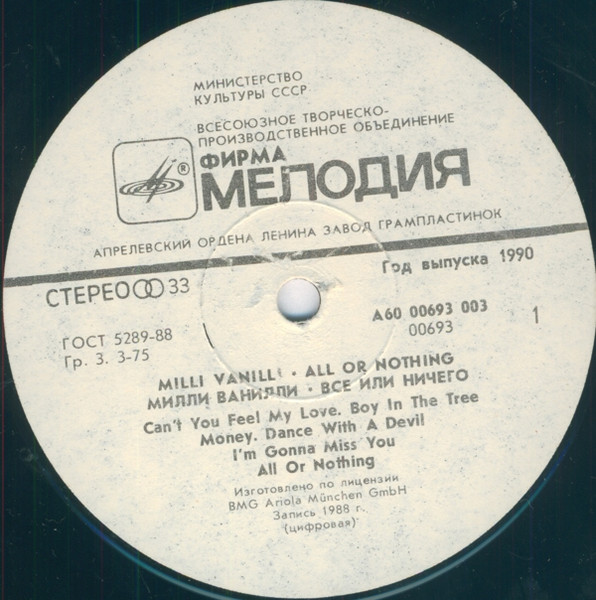 МИНИСТЕРСТВО
КУЛЬТУРЫ СССР
ВСЕСОЮЗНОЕ ТВОРЧЕСКО-
ПРОИЗВОДСТВЕННОЕ ОБЪЕДИНЕНИЕ
®
ФИРМА
МЕЛОДИЯ
АПРЕЛЕВСКИЙ ОРДЕНА ЛЕНИНА ЗАВОД ГРАМПЛАСТИНОК
Год выпуска 1990
СТЕРЕО 33
А60 00693 003
00693
1
ГОСТ 5289-88
Гр. 3. 3-75
MILLI VANILLI · ALL OR NOTHING
МИЛЛИ ВАНИЛЛИ · ВСЕ ИЛИ НИЧЕГО
Can't You Feel My Love. Boy In The Tree
Money. Dance With A Devil
I'm Gonna Miss You
All Or Nothing
Изготовлено по лицензии
BMG Ariola München GmbH
Запись 1988 г.
(цифровая)